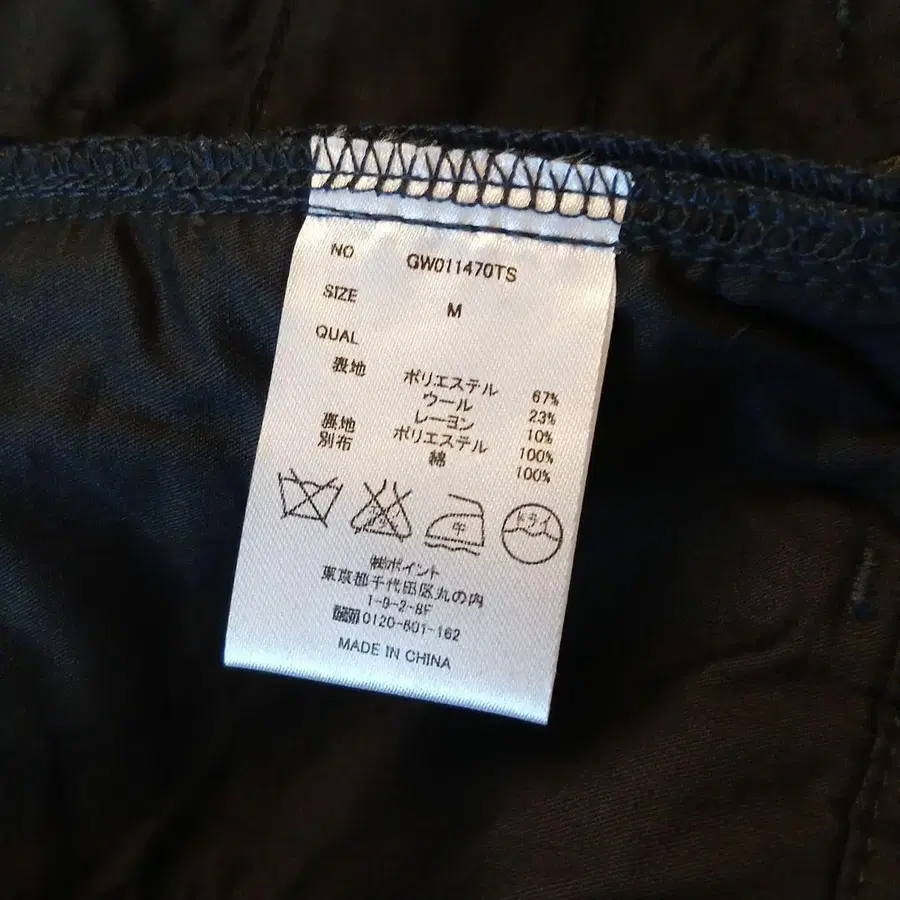 NO GW011470TS
SIZE M
QUAL
表地 ポリエステル 67%
ウール 23%
レーヨン 10%
裏地 ポリエステル 100%
別布 綿 100%
中
ドライ
㈱ポイント
東京都千代田区丸の内
1-9-2-8F
0120-601-162
MADE IN CHINA